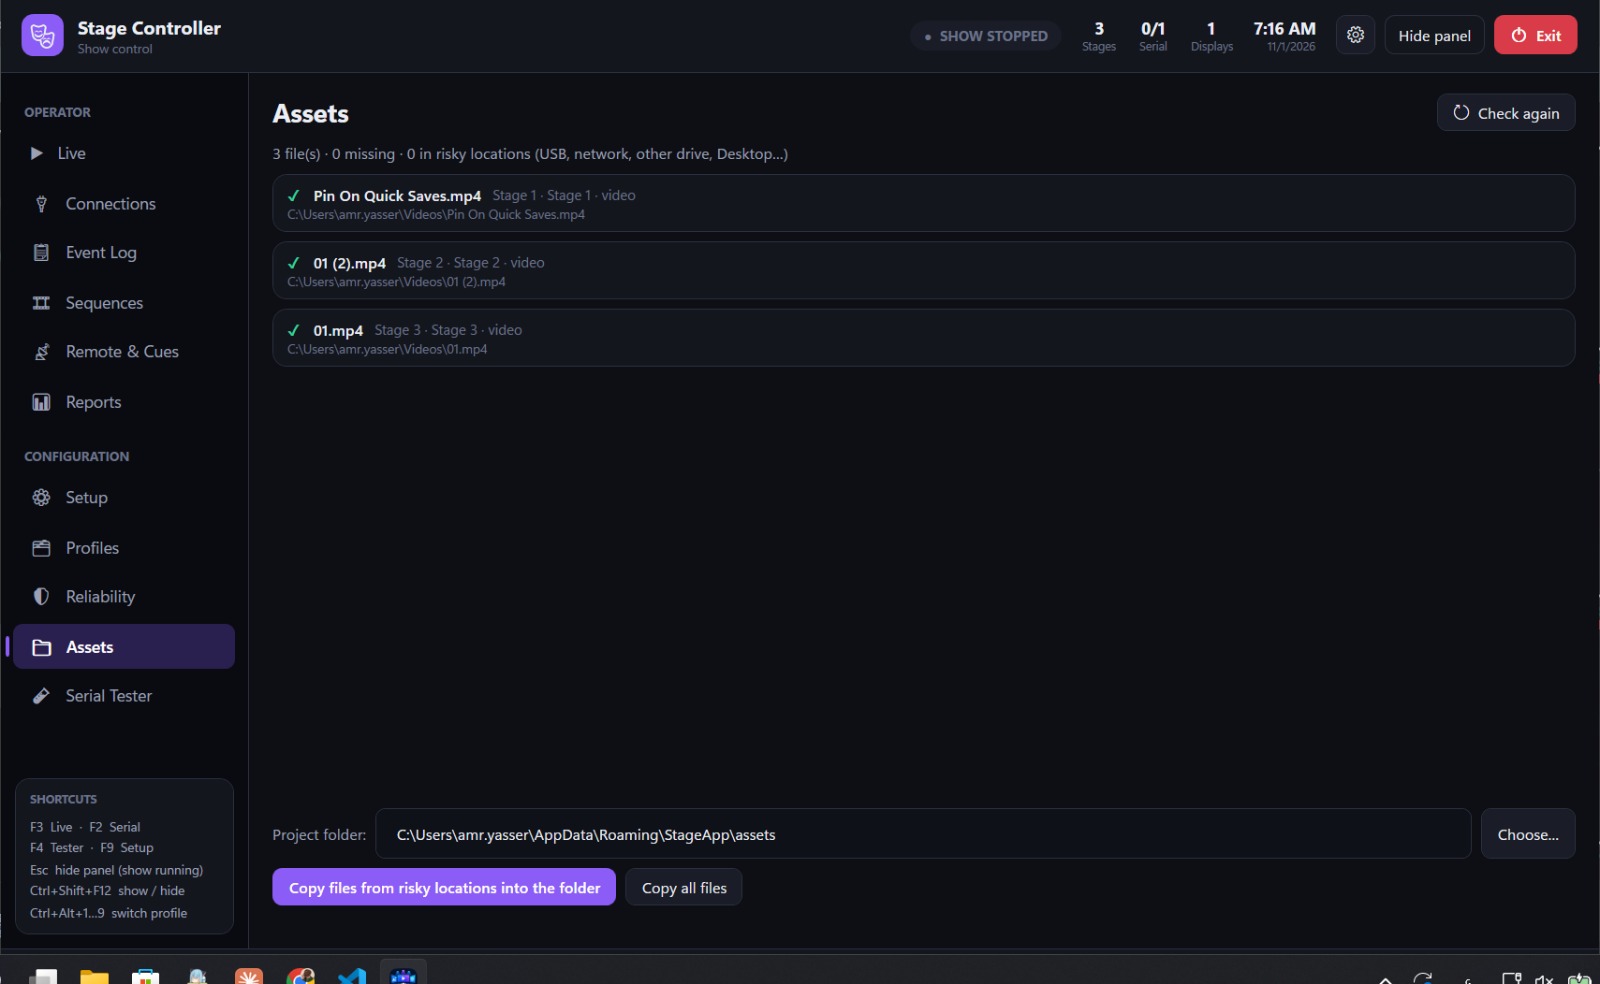 Stage Controller
Show control
• SHOW STOPPED
3
Stages
0/1
Serial
1
Displays
7:16 AM
11/1/2026
Hide panel
Exit
OPERATOR
Live
Connections
Event Log
Sequences
Remote & Cues
Reports
CONFIGURATION
Setup
Profiles
Reliability
Assets
Serial Tester
SHORTCUTS
F3 Live · F2 Serial
F4 Tester · F9 Setup
Esc hide panel (show running)
Ctrl+Shift+F12 show / hide
Ctrl+Alt+1...9 switch profile
Assets
Check again
3 file(s) · 0 missing · 0 in risky locations (USB, network, other drive, Desktop...)
✓ Pin On Quick Saves.mp4 Stage 1 · Stage 1 · video
C:\Users\amr.yasser\Videos\Pin On Quick Saves.mp4
✓ 01 (2).mp4 Stage 2 · Stage 2 · video
C:\Users\amr.yasser\Videos\01 (2).mp4
✓ 01.mp4 Stage 3 · Stage 3 · video
C:\Users\amr.yasser\Videos\01.mp4
Project folder: C:\Users\amr.yasser\AppData\Roaming\StageApp\assets
Choose...
Copy files from risky locations into the folder
Copy all files